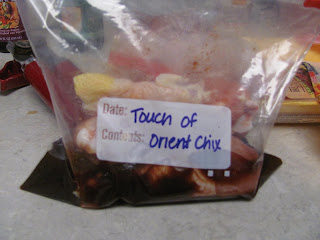 Date: Touch of
Contents: Orient Chix